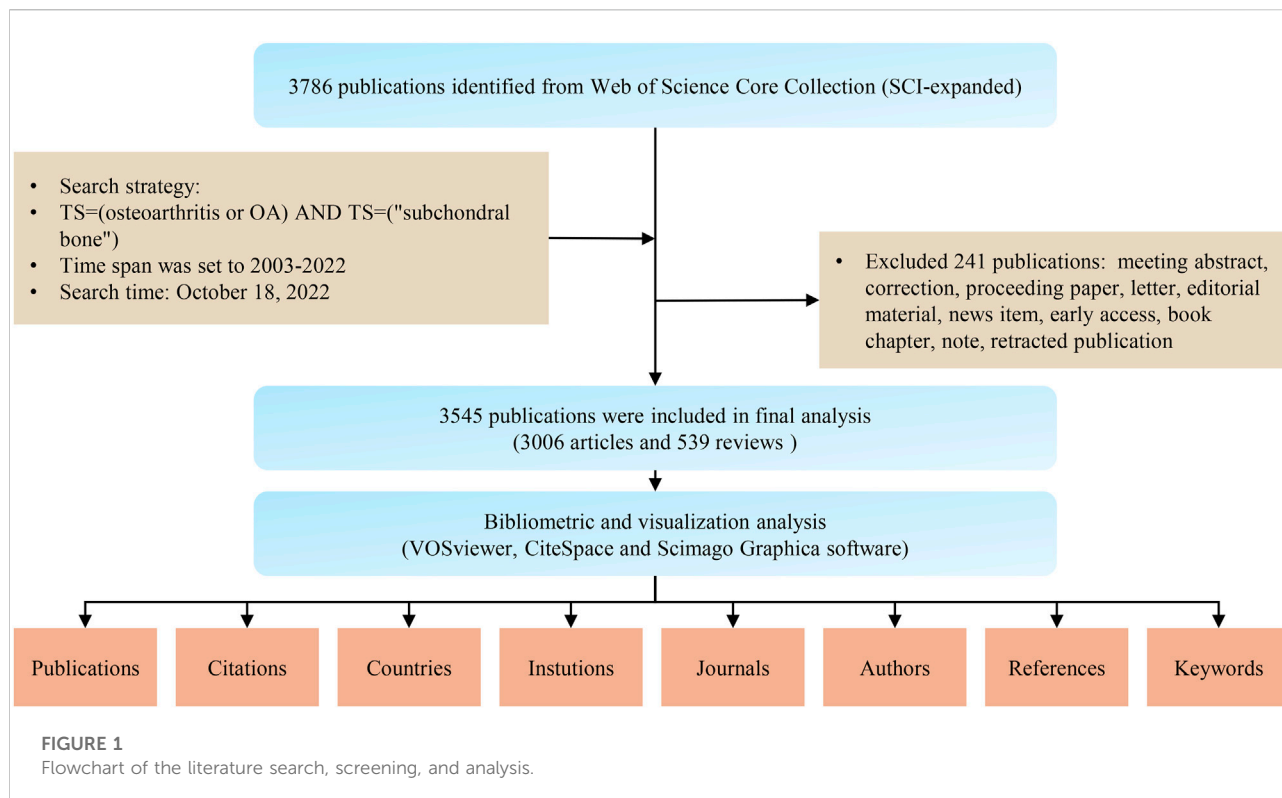 3786 publications identified from Web of Science Core Collection (SCI-expanded)
• Search strategy:
• TS=(osteoarthritis or OA) AND TS=("subchondral
bone")
• Time span was set to 2003-2022
• Search time: October 18, 2022
• Excluded 241 publications: meeting abstract,
correction, proceeding paper, letter, editorial
material, news item, early access, book
chapter, note, retracted publication
3545 publications were included in final analysis
(3006 articles and 539 reviews )
Bibliometric and visualization analysis
(VOSviewer, CiteSpace and Scimago Graphica software)
Publications
Citations
Countries
Instutions
Journals
Authors
References
Keywords
FIGURE 1
Flowchart of the literature search, screening, and analysis.